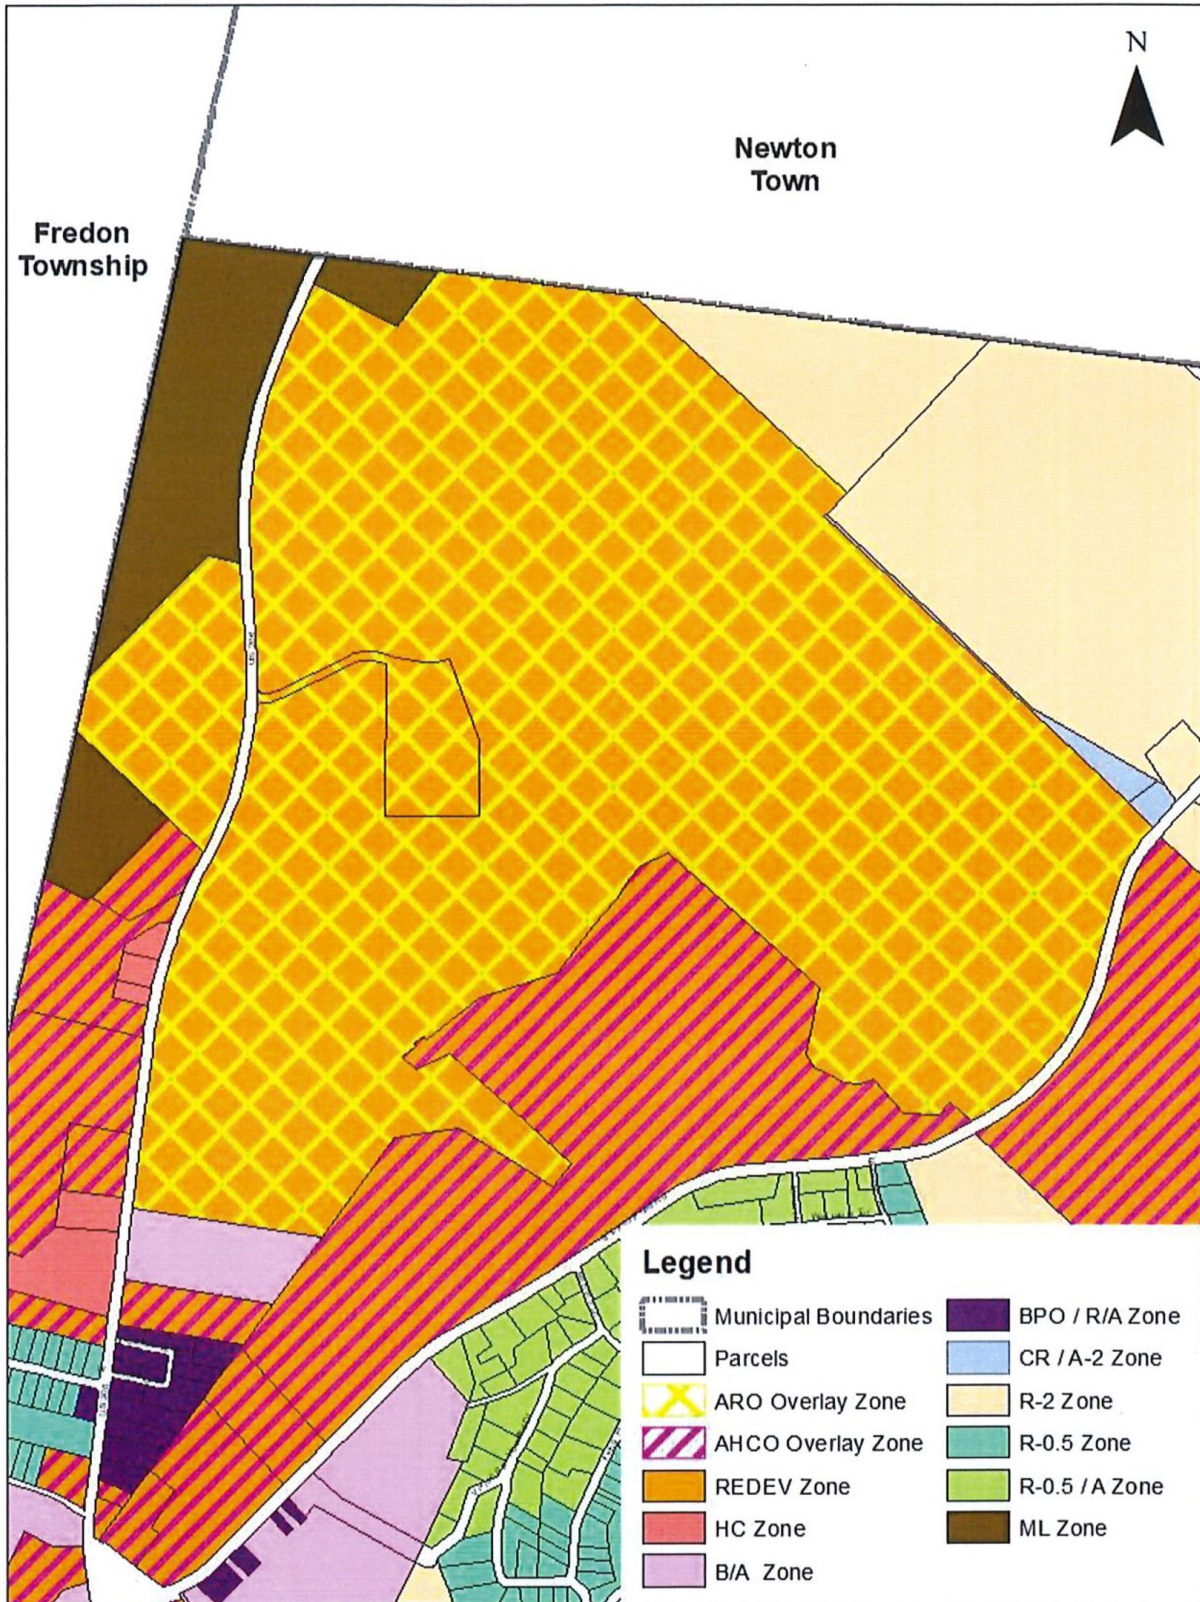 N
Newton
Town
Fredon
Township
Legend
Municipal Boundaries
Parcels
ARO Overlay Zone
AHCO Overlay Zone
REDEV Zone
HC Zone
B/A Zone
BPO / R/A Zone
CR / A-2 Zone
R-2 Zone
R-0.5 Zone
R-0.5 / A Zone
ML Zone